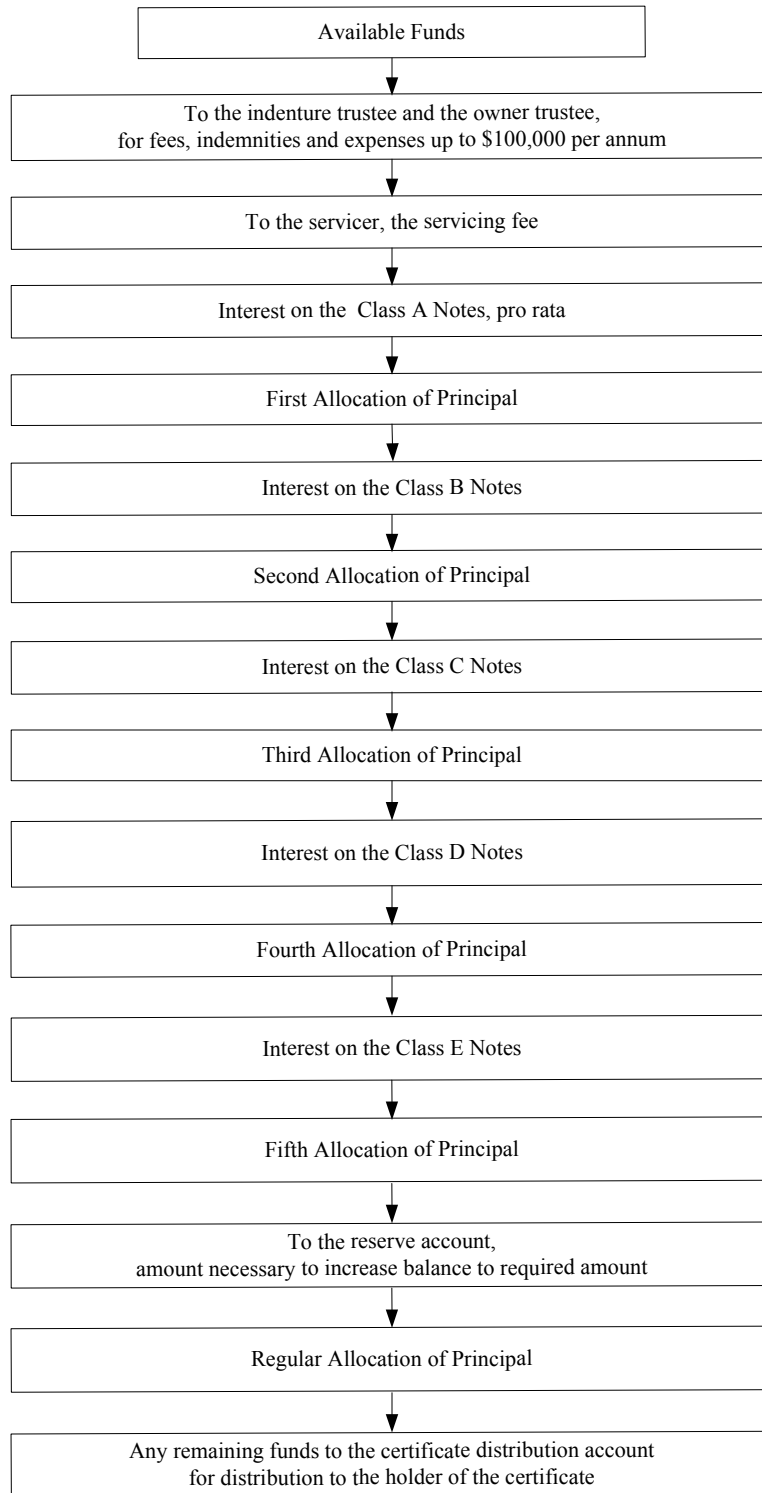 Available Funds
To the indenture trustee and the owner trustee,
for fees, indemnities and expenses up to $100,000 per annum
To the servicer, the servicing fee
Interest on the Class A Notes, pro rata
First Allocation of Principal
Interest on the Class B Notes
Second Allocation of Principal
Interest on the Class C Notes
Third Allocation of Principal
Interest on the Class D Notes
Fourth Allocation of Principal
Interest on the Class E Notes
Fifth Allocation of Principal
To the reserve account,
amount necessary to increase balance to required amount
Regular Allocation of Principal
Any remaining funds to the certificate distribution account
for distribution to the holder of the certificate